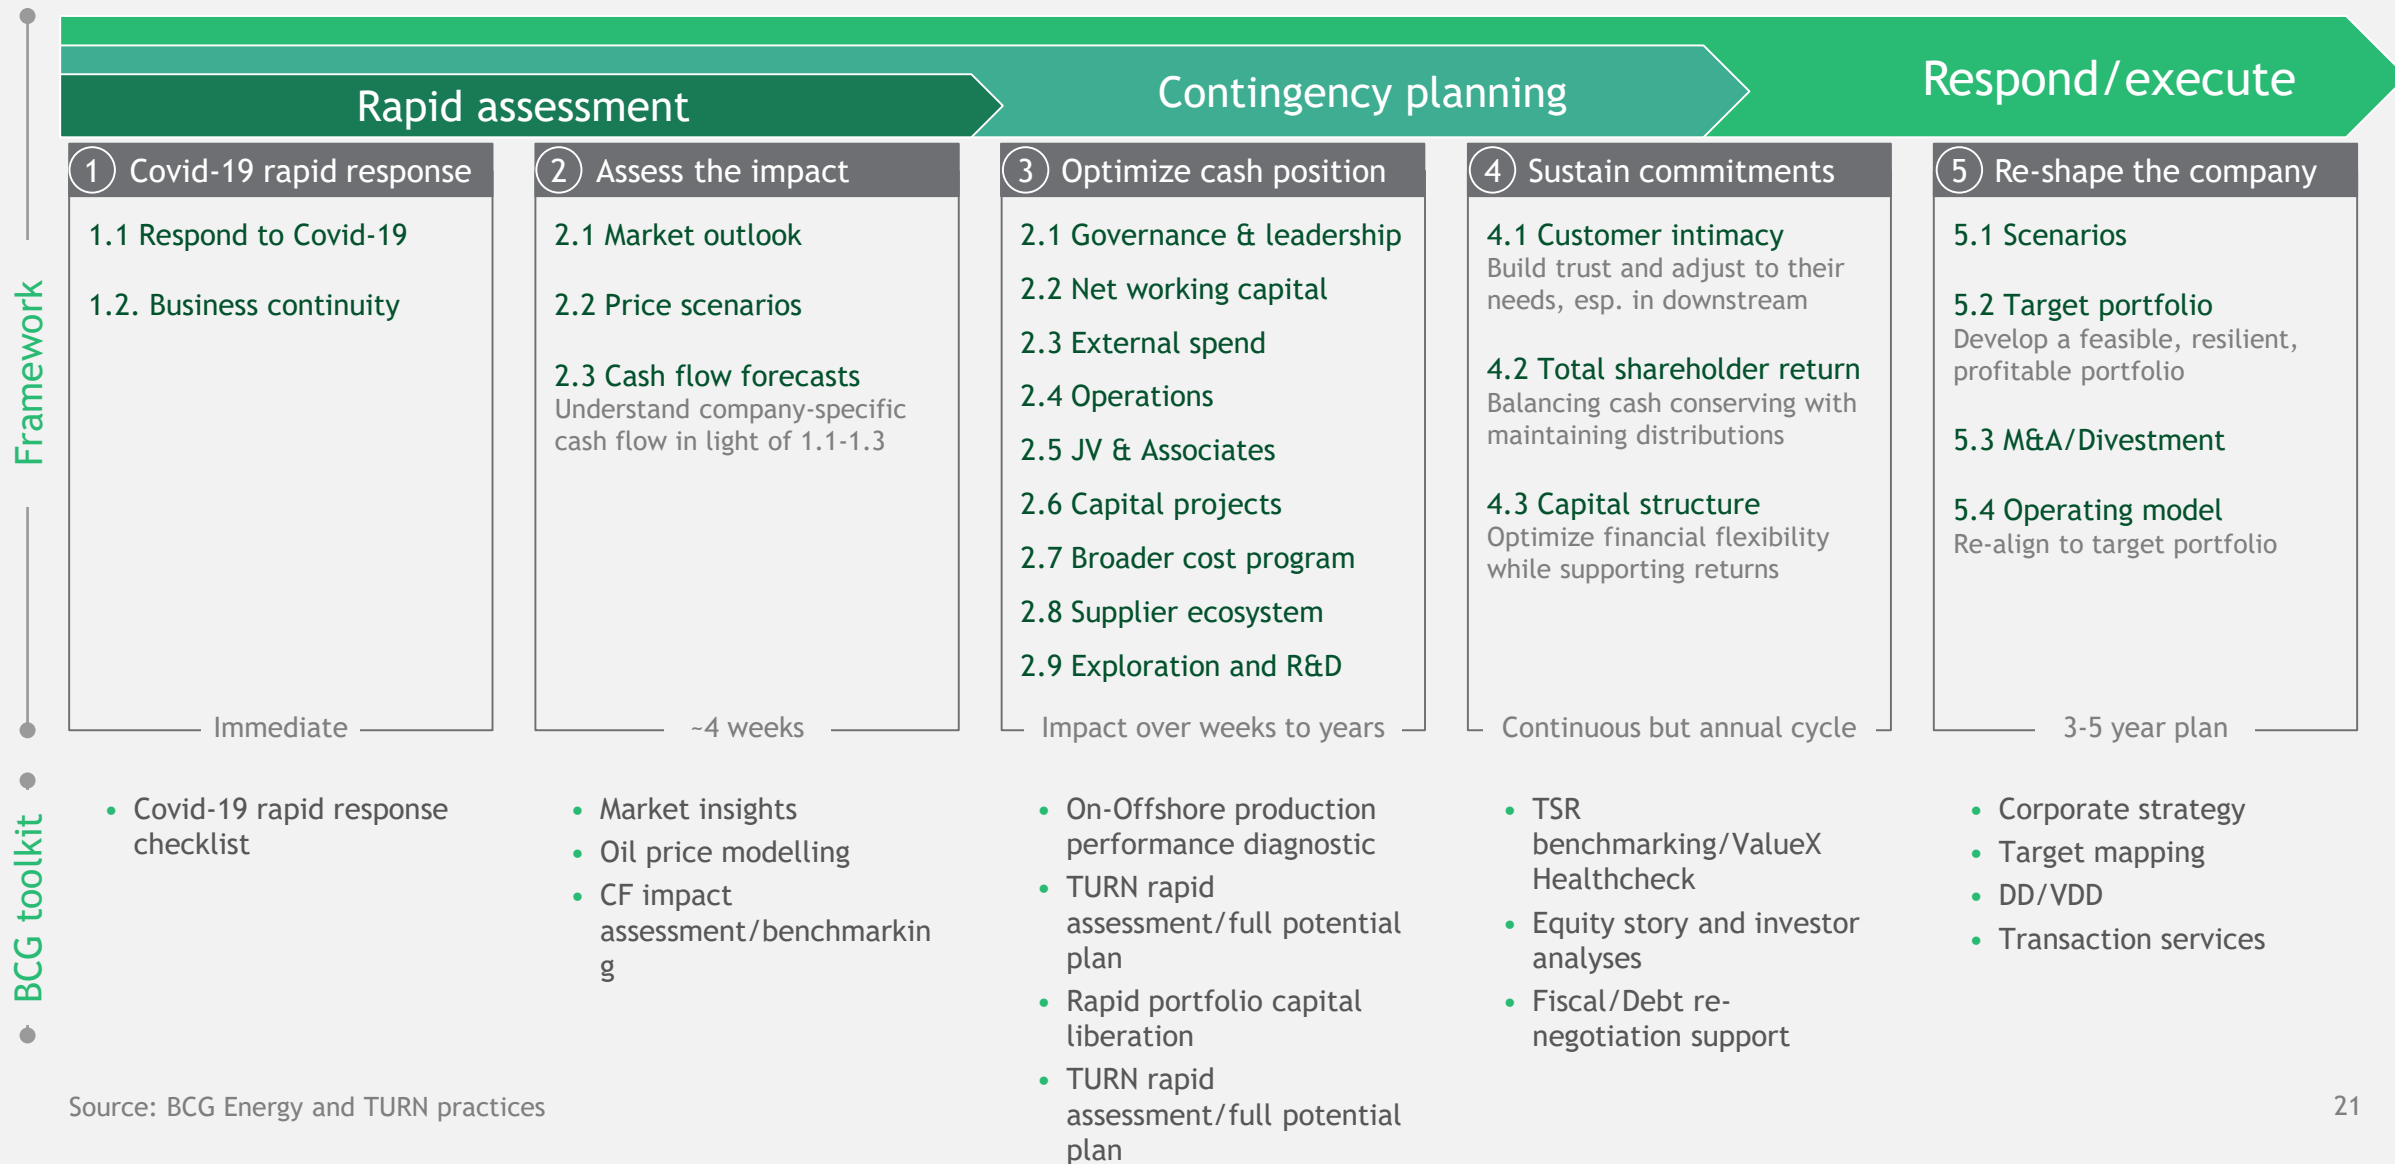 Rapid assessment
Contingency planning
Respond/execute
Framework
1 Covid-19 rapid response
1.1 Respond to Covid-19
1.2. Business continuity
Immediate
2 Assess the impact
2.1 Market outlook
2.2 Price scenarios
2.3 Cash flow forecasts
Understand company-specific
cash flow in light of 1.1-1.3
~4 weeks
3 Optimize cash position
2.1 Governance & leadership
2.2 Net working capital
2.3 External spend
2.4 Operations
2.5 JV & Associates
2.6 Capital projects
2.7 Broader cost program
2.8 Supplier ecosystem
2.9 Exploration and R&D
Impact over weeks to years
4 Sustain commitments
4.1 Customer intimacy
Build trust and adjust to their
needs, esp. in downstream
4.2 Total shareholder return
Balancing cash conserving with
maintaining distributions
4.3 Capital structure
Optimize financial flexibility
while supporting returns
Continuous but annual cycle
5 Re-shape the company
5.1 Scenarios
5.2 Target portfolio
Develop a feasible, resilient,
profitable portfolio
5.3 M&A/Divestment
5.4 Operating model
Re-align to target portfolio
3-5 year plan
BCG toolkit
• Covid-19 rapid response
checklist
• Market insights
• Oil price modelling
• CF impact
assessment/benchmarkin
g
• On-Offshore production
performance diagnostic
• TURN rapid
assessment/full potential
plan
• Rapid portfolio capital
liberation
• TURN rapid
assessment/full potential
plan
• TSR
benchmarking/ValueX
Healthcheck
• Equity story and investor
analyses
• Fiscal/Debt re-
negotiation support
• Corporate strategy
• Target mapping
• DD/VDD
• Transaction services
Source: BCG Energy and TURN practices
21